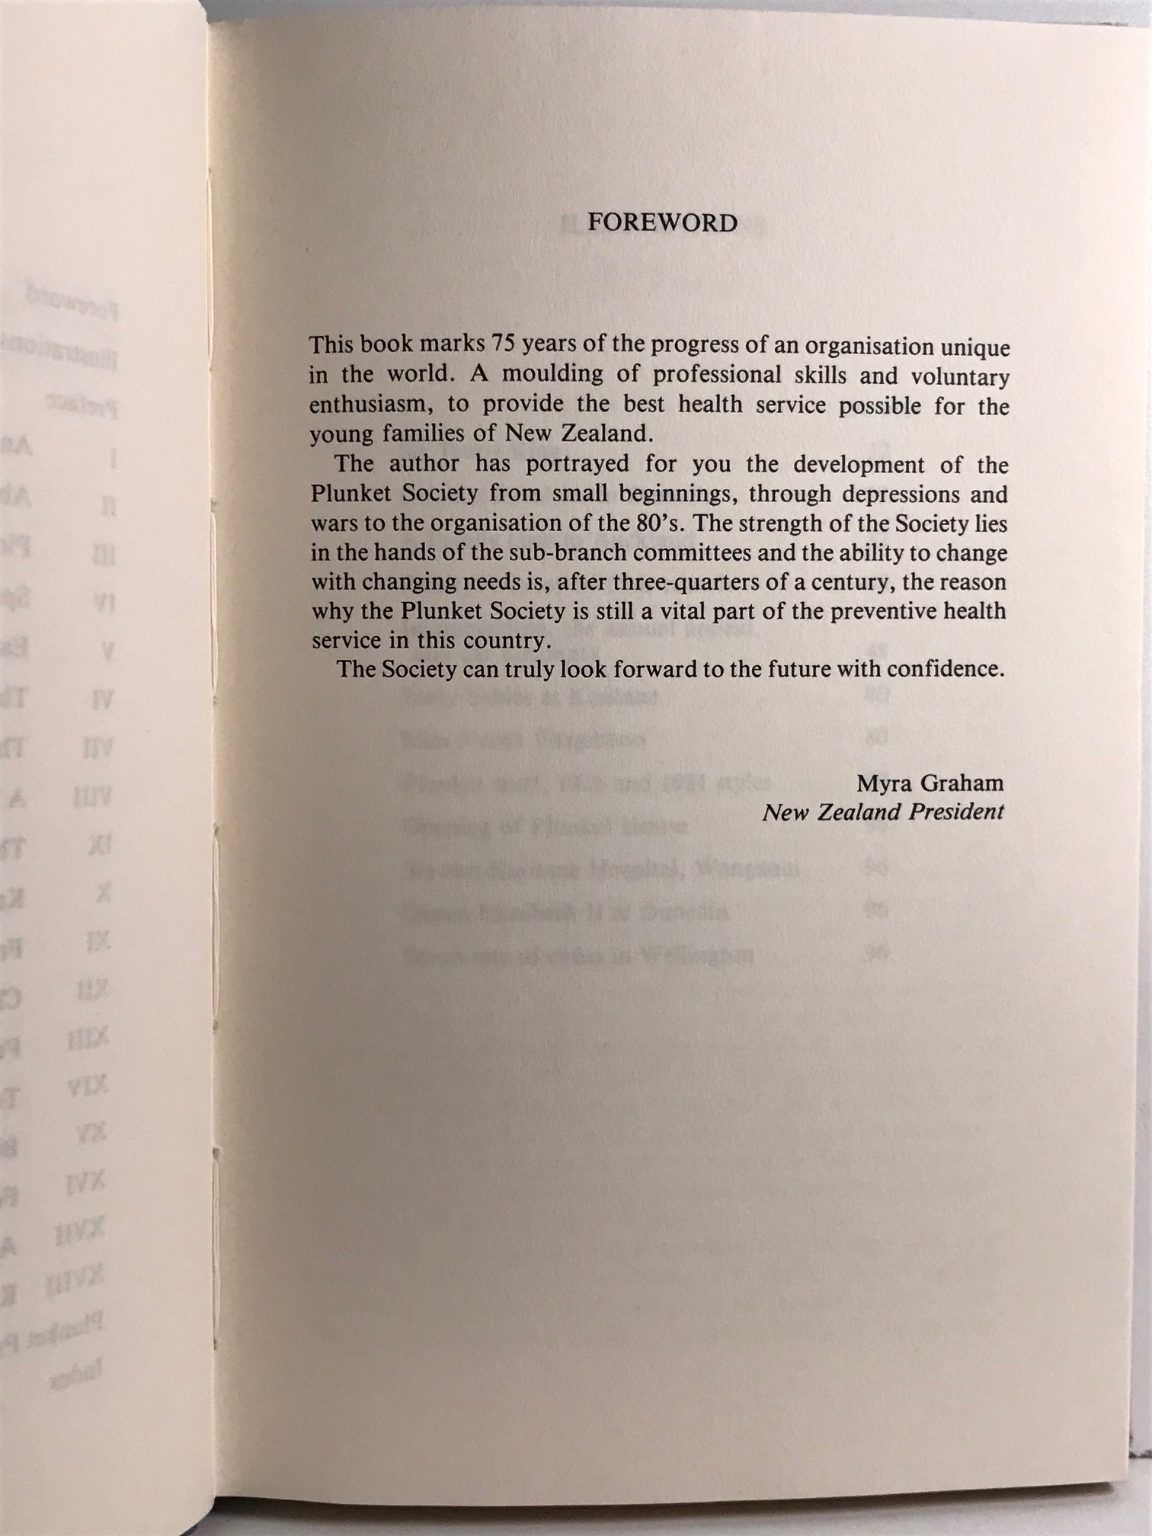 FOREWORD
This book marks 75 years of the progress of an organisation unique
in the world. A moulding of professional skills and voluntary
enthusiasm, to provide the best health service possible for the
young families of New Zealand.
The author has portrayed for you the development of the
Plunket Society from small beginnings, through depressions and
wars to the organisation of the 80's. The strength of the Society lies
in the hands of the sub-branch committees and the ability to change
with changing needs is, after three-quarters of a century, the reason
why the Plunket Society is still a vital part of the preventive health
service in this country.
The Society can truly look forward to the future with confidence.
Myra Graham
New Zealand President